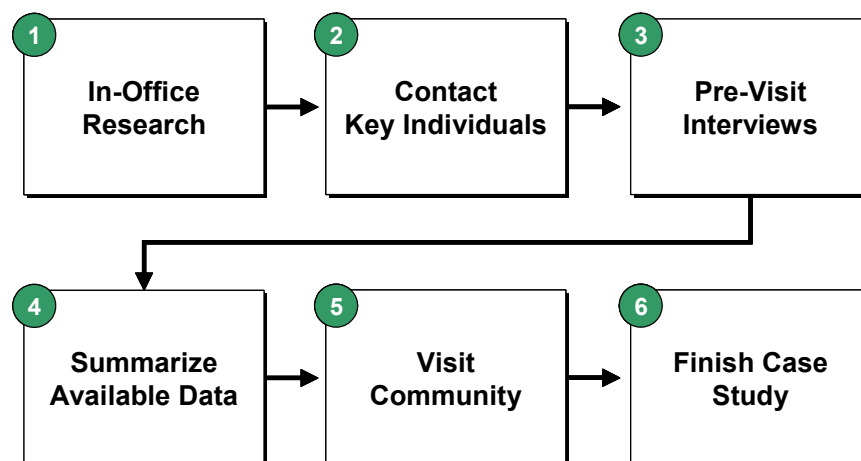 1
In-Office
Research
2
Contact
Key Individuals
3
Pre-Visit
Interviews
4
Summarize
Available Data
5
Visit
Community
6
Finish Case
Study